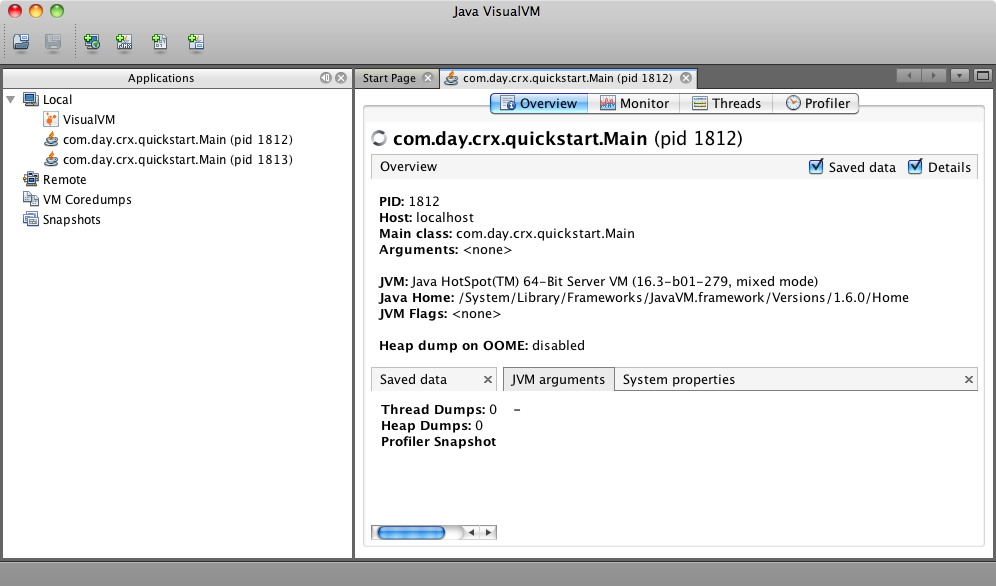 Java VisualVM
Applications
Local
VisualVM
com.day.crx.quickstart.Main (pid 1812)
com.day.crx.quickstart.Main (pid 1813)
Remote
VM Coredumps
Snapshots
Start Page
com.day.crx.quickstart.Main (pid 1812)
Overview
Monitor
Threads
Profiler
com.day.crx.quickstart.Main (pid 1812)
Overview
Saved data
Details
PID: 1812
Host: localhost
Main class: com.day.crx.quickstart.Main
Arguments: <none>
JVM: Java HotSpot(TM) 64-Bit Server VM (16.3-b01-279, mixed mode)
Java Home: /System/Library/Frameworks/JavaVM.framework/Versions/1.6.0/Home
JVM Flags: <none>
Heap dump on OOME: disabled
Saved data
JVM arguments
System properties
Thread Dumps: 0
Heap Dumps: 0
Profiler Snapshot
-